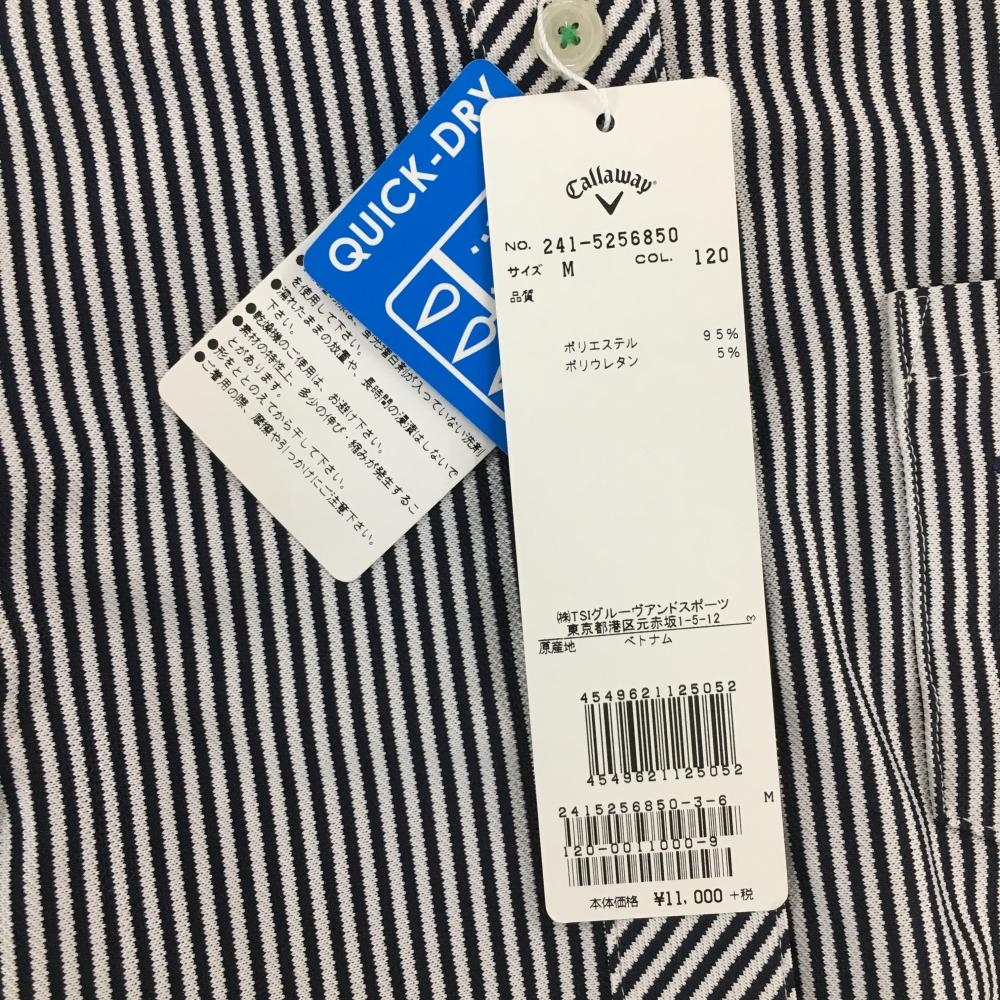 QUICK-DRY
を使用して下さい。
●濡れたままの放置や、長時間の浸漬はしないで
下さい。
●乾燥機のご使用は、お避け下さい。
●素材の特性上、多少の伸び・縮みが発生するこ
とがあります。
●形をととのえてから干して下さい。
●ご着用の際、摩擦や引っかけにご注意下さい。
Callaway
NO. 241-5256850
サイズ M COL. 120
品質
ポリエステル 95%
ポリウレタン 5%
㈱TSIグルーヴアンドスポーツ
東京都港区元赤坂1-5-12
原産地 ベトナム
4549621125052
4549621125052
2415256850-3-6 M
120-0011000-9
本体価格 ¥11,000 +税